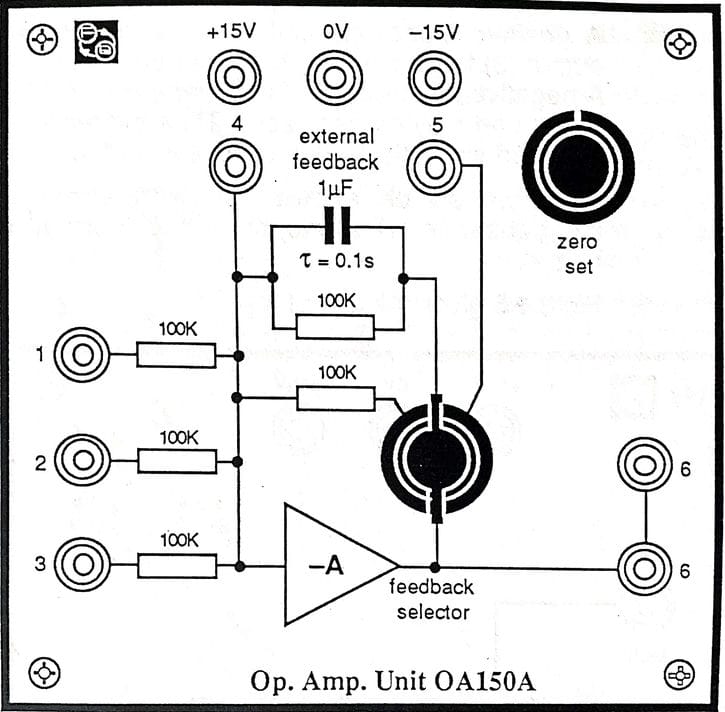 +15V 0V −15V
4 external 5
feedback
1µF
zero
set
τ = 0.1s
100K
1 100K
100K
2 100K
6
3 100K
−A
6
feedback
selector
Op. Amp. Unit OA150A